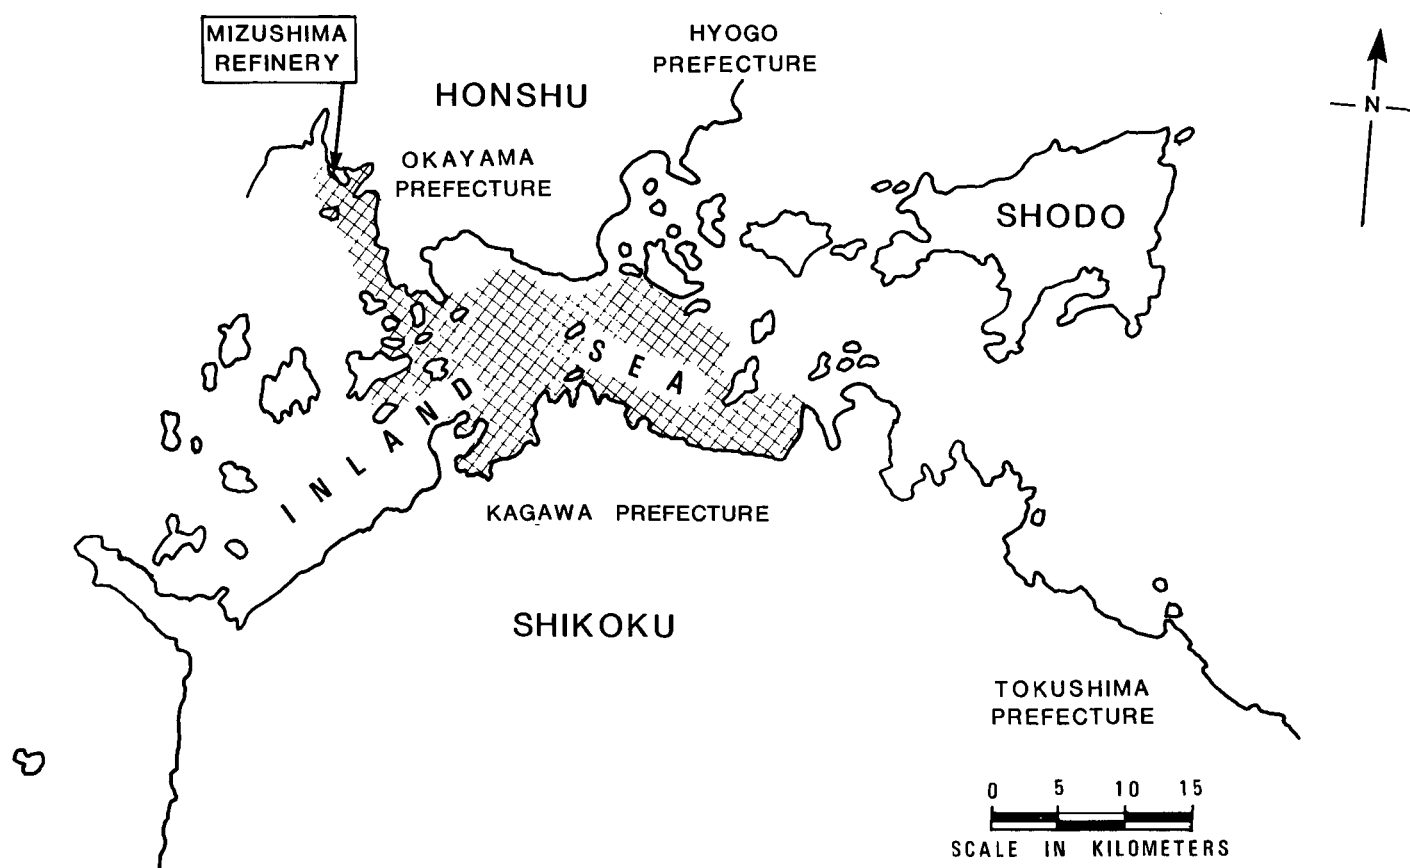 MIZUSHIMA
REFINERY
HYOGO
PREFECTURE
HONSHU
N
OKAYAMA
PREFECTURE
SHODO
INLAND SEA
KAGAWA PREFECTURE
SHIKOKU
TOKUSHIMA
PREFECTURE
0 5 10 15
SCALE IN KILOMETERS